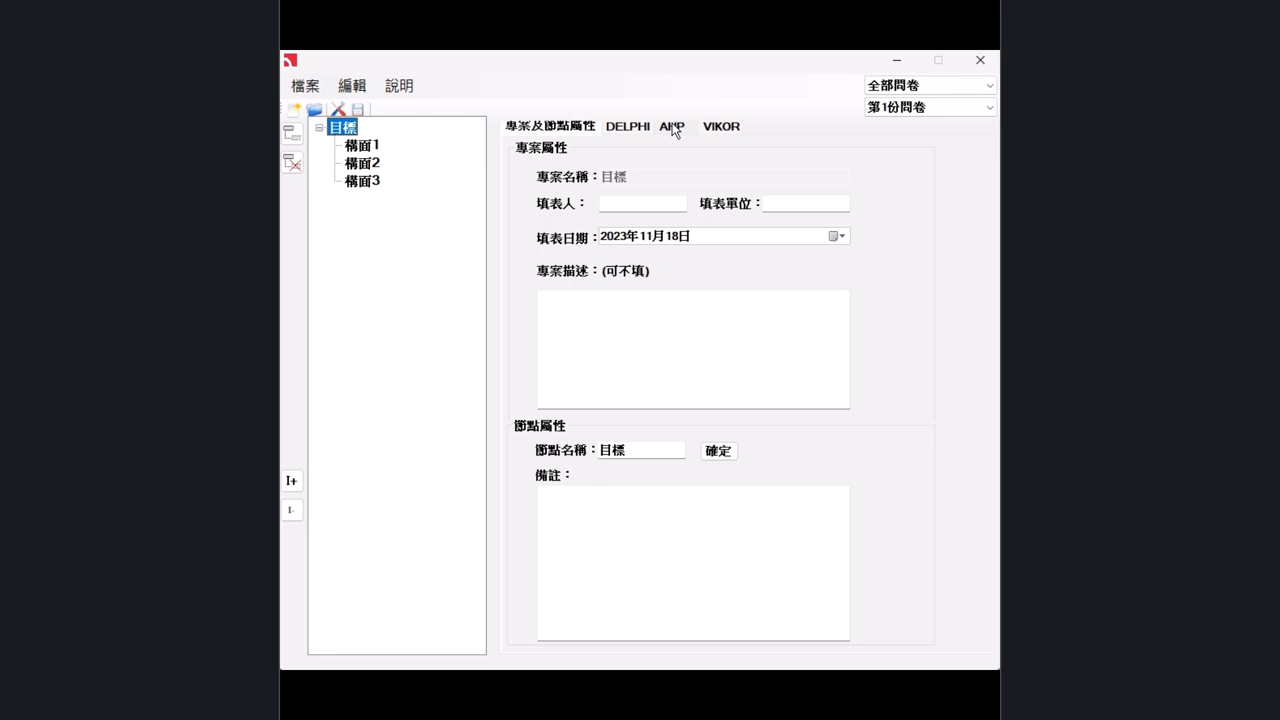 檔案 編輯 說明
全部問卷
第1份問卷
目標
構面1
構面2
構面3
專案及節點屬性 DELPHI ANP VIKOR
專案屬性
專案名稱：目標
填表人： 填表單位：
填表日期：2023年11月18日
專案描述：(可不填)
節點屬性
節點名稱：目標 確定
備註：
I+
I-